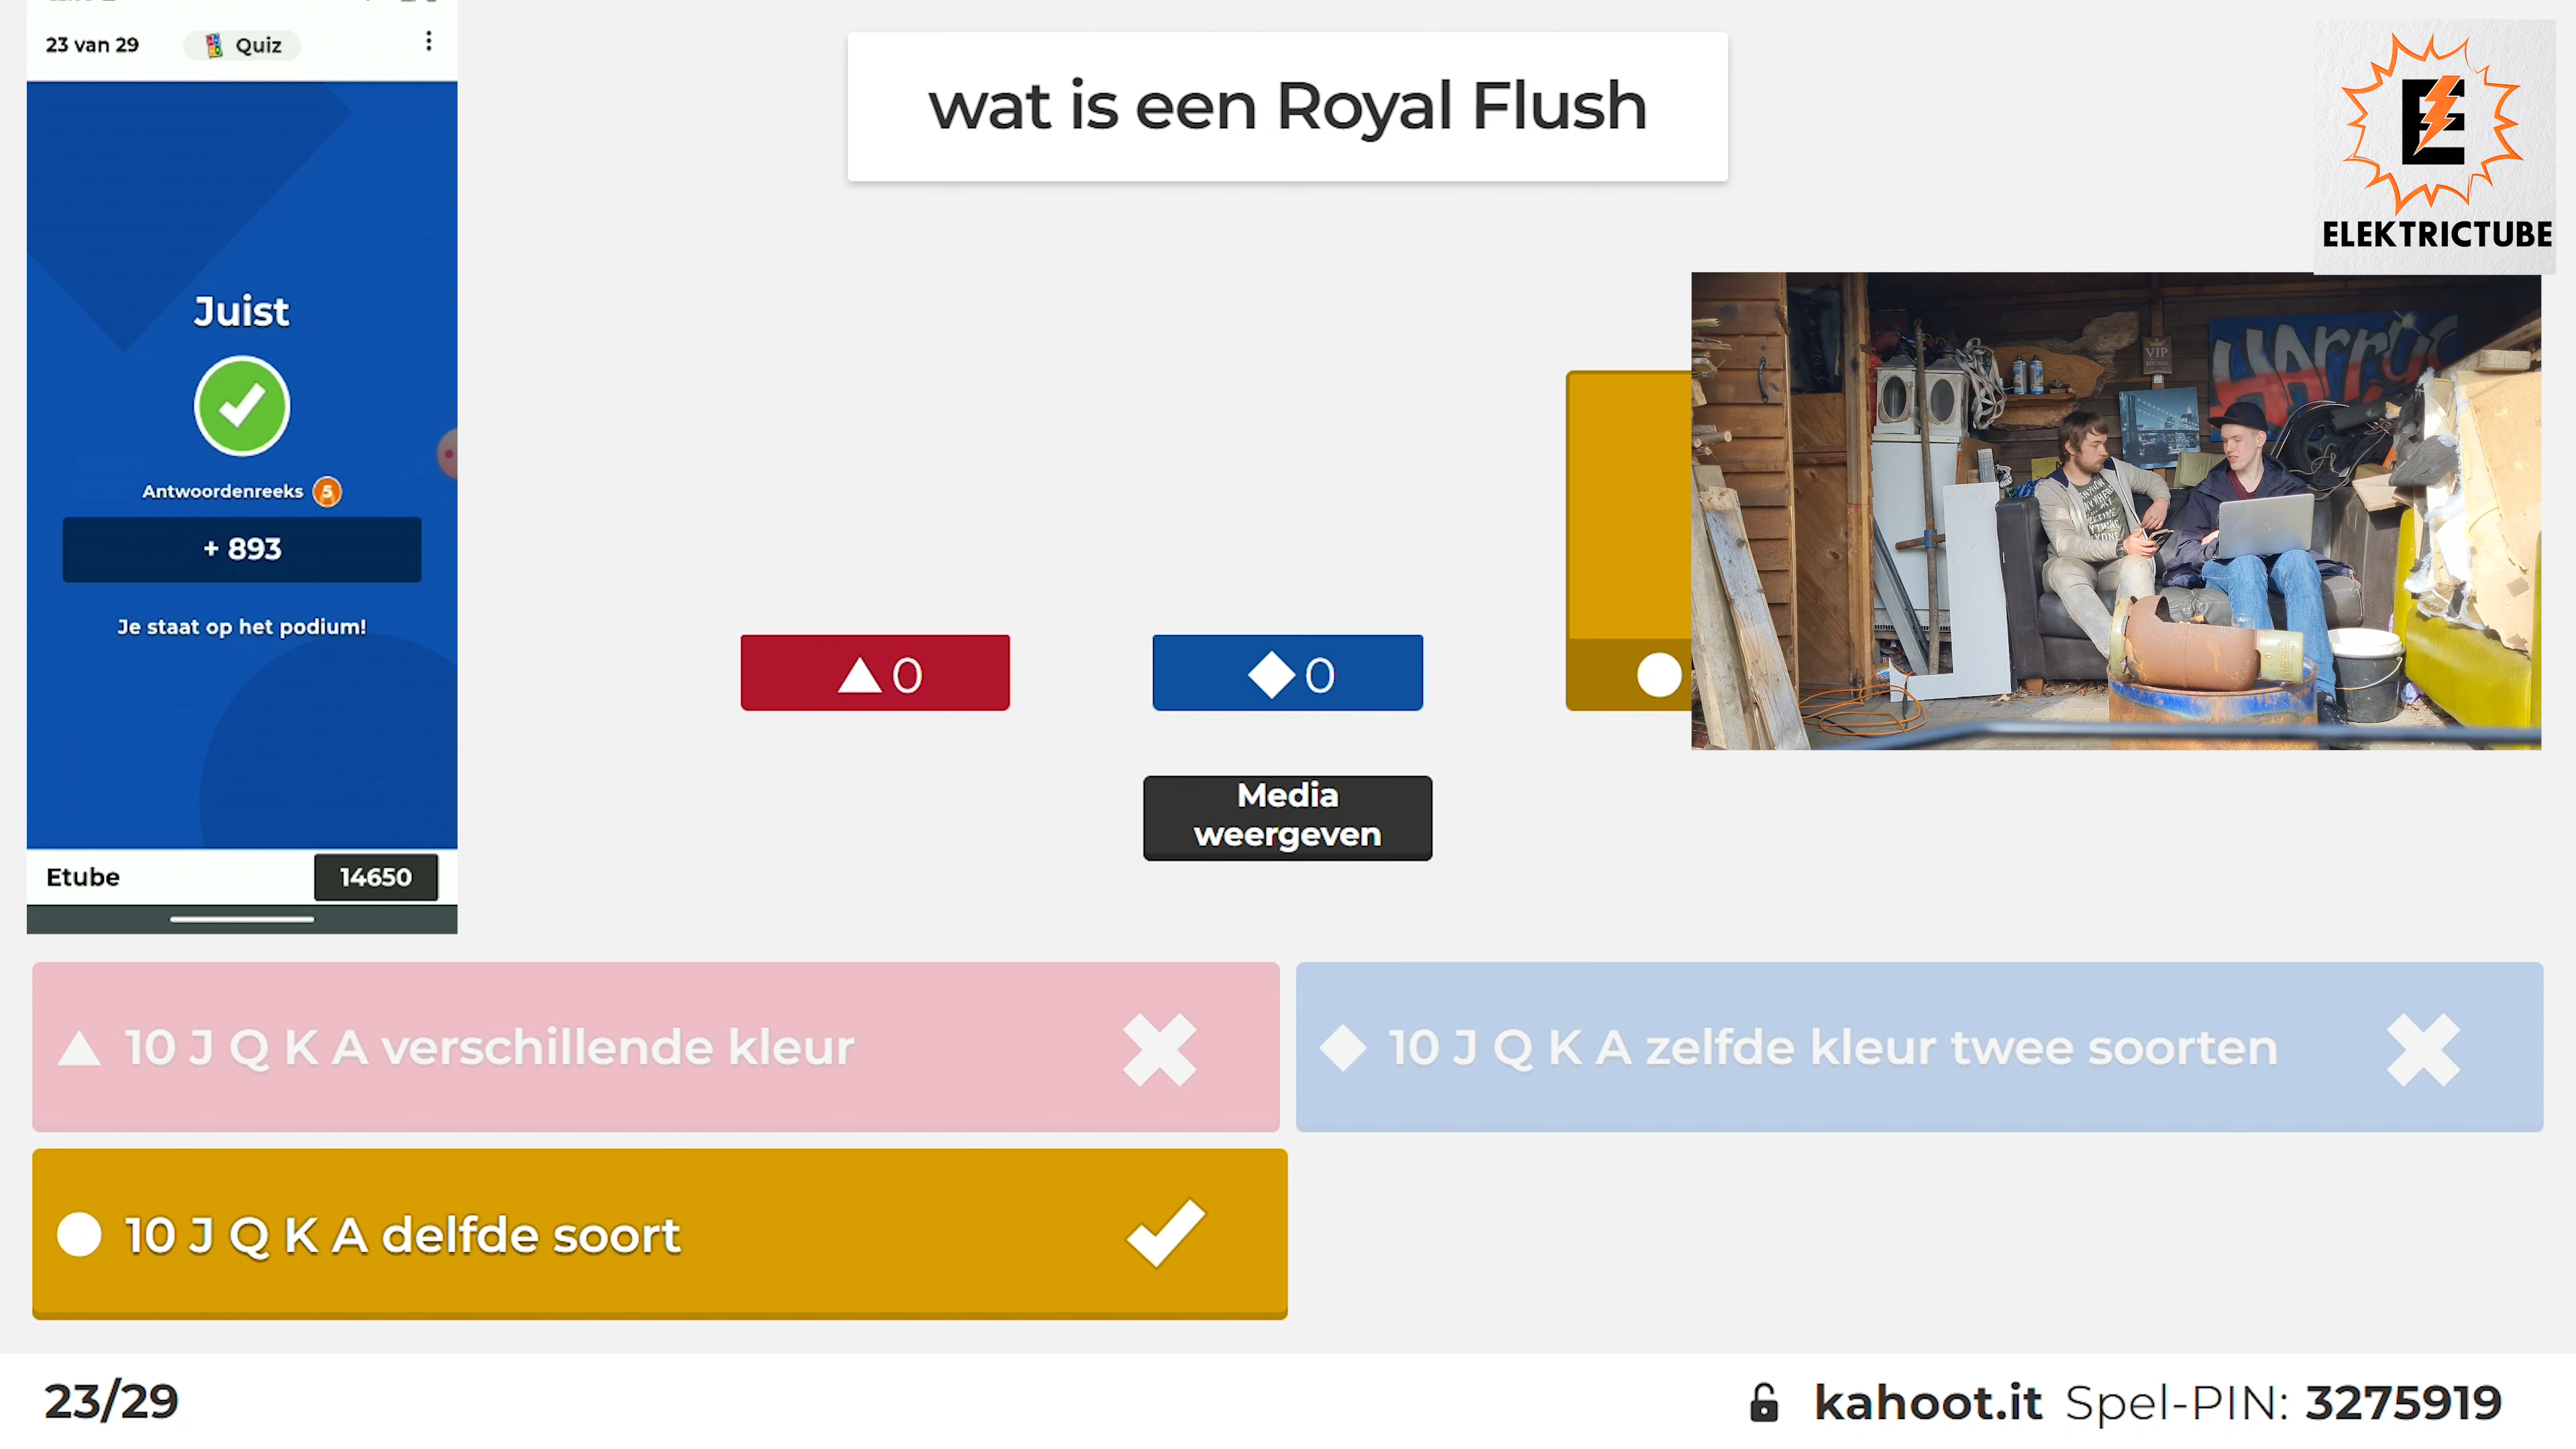 23 van 29
Quiz
wat is een Royal Flush
E
ELEKTRICTUBE
Juist
Antwoordenreeks 5
+ 893
Je staat op het podium!
Etube 14650
0
0
VIP
Harry's
Media
weergeven
10 J Q K A verschillende kleur
10 J Q K A zelfde kleur twee soorten
10 J Q K A delfde soort
23/29
kahoot.it Spel-PIN: 3275919